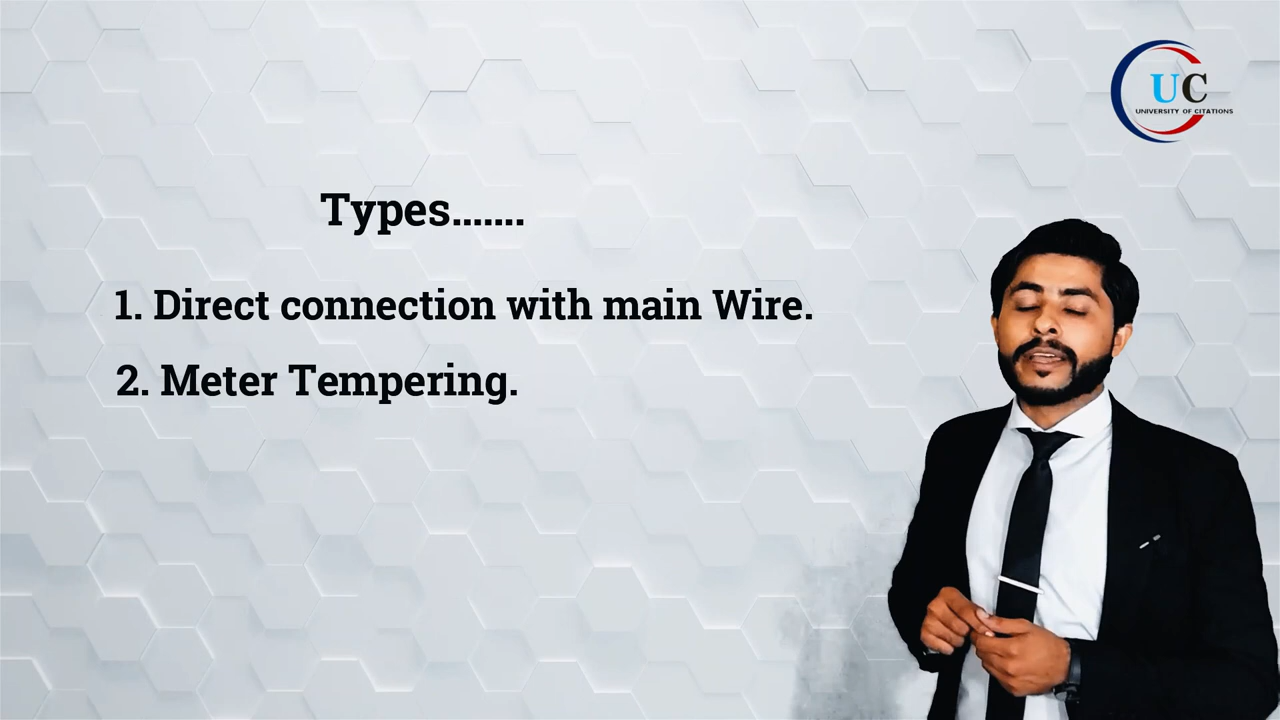 UC
UNIVERSITY OF CITATIONS
Types.......
1. Direct connection with main Wire.
2. Meter Tempering.